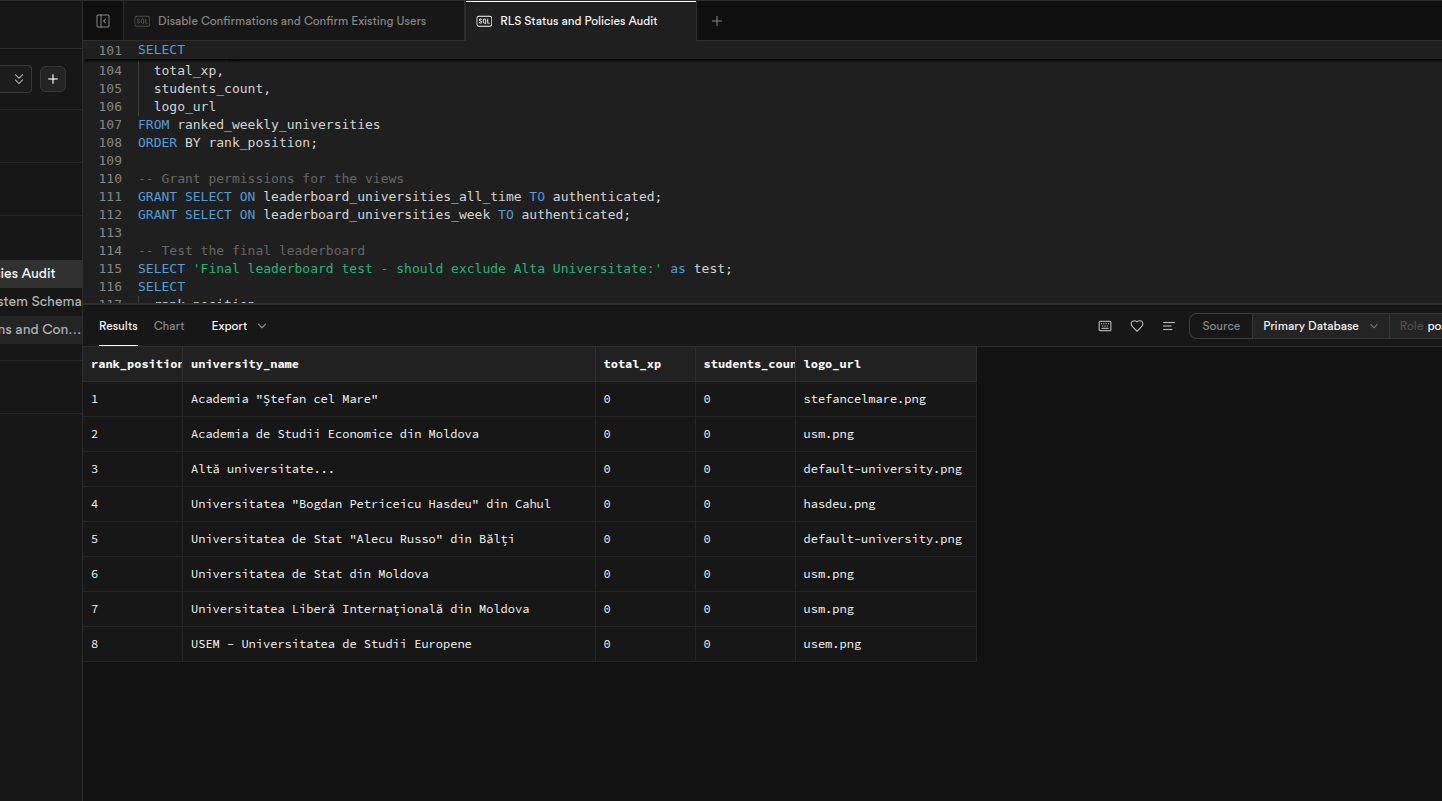 Disable Confirmations and Confirm Existing Users
RLS Status and Policies Audit
101 SELECT
104 total_xp,
105 students_count,
106 logo_url
107 FROM ranked_weekly_universities
108 ORDER BY rank_position;
109
110 -- Grant permissions for the views
111 GRANT SELECT ON leaderboard_universities_all_time TO authenticated;
112 GRANT SELECT ON leaderboard_universities_week TO authenticated;
113
114 -- Test the final leaderboard
115 SELECT 'Final leaderboard test - should exclude Alta Universitate:' as test;
116 SELECT
117 rank_position
ies Audit
stem Schema
ns and Con...
Results Chart Export Source Primary Database Role po
rank_position university_name total_xp students_coun logo_url
1 Academia "Ștefan cel Mare" 0 0 stefancelmare.png
2 Academia de Studii Economice din Moldova 0 0 usm.png
3 Altă universitate... 0 0 default-university.png
4 Universitatea "Bogdan Petriceicu Hasdeu" din Cahul 0 0 hasdeu.png
5 Universitatea de Stat "Alecu Russo" din Bălți 0 0 default-university.png
6 Universitatea de Stat din Moldova 0 0 usm.png
7 Universitatea Liberă Internațională din Moldova 0 0 usm.png
8 USEM – Universitatea de Studii Europene 0 0 usem.png